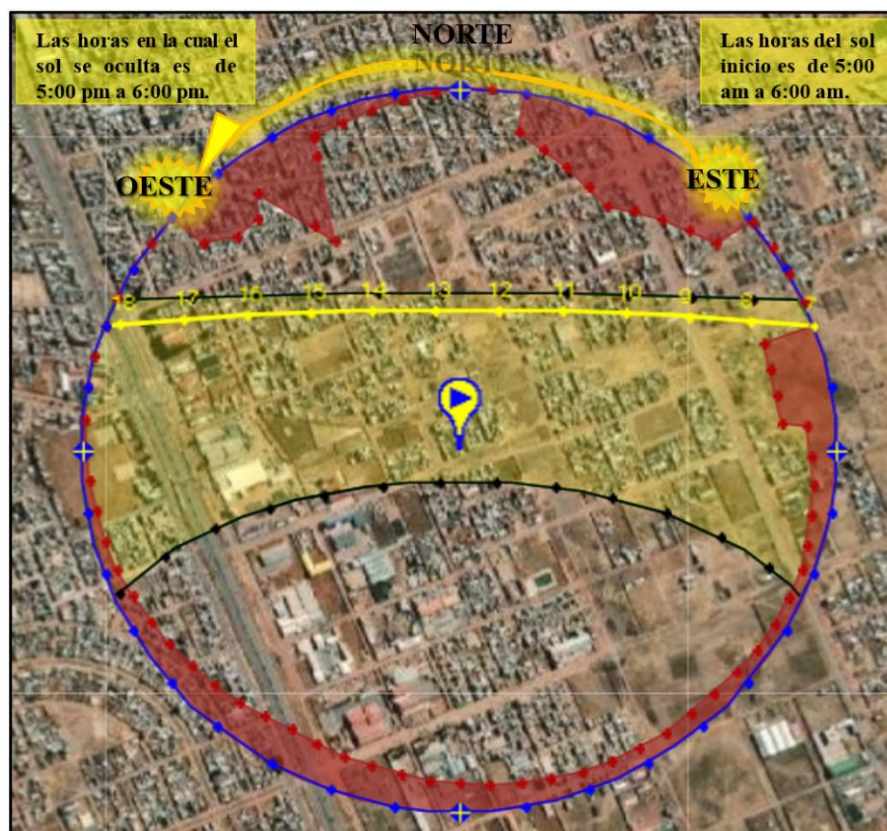 NORTE
NORTE
Las horas en la cual el
sol se oculta es de
5:00 pm a 6:00 pm.
Las horas del sol
inicio es de 5:00
am a 6:00 am.
OESTE
ESTE
18 17 16 15 14 13 12 11 10 9 8 7